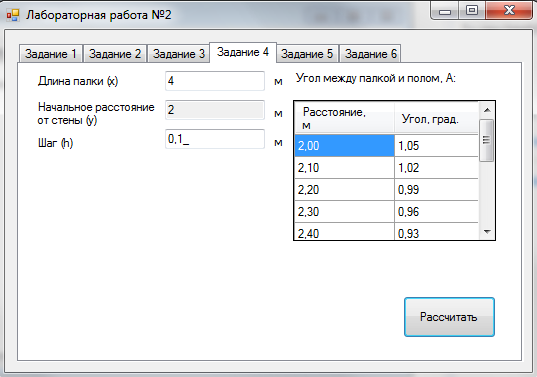 Лабораторная работа №2
Задание 1 Задание 2 Задание 3 Задание 4 Задание 5 Задание 6
Длина палки (x) 4 м
Угол между палкой и полом, А:
Начальное расстояние
от стены (y) 2 м
Шаг (h) 0,1_ м
Расстояние,
м Угол, град.
2,00 1,05
2,10 1,02
2,20 0,99
2,30 0,96
2,40 0,93
Рассчитать